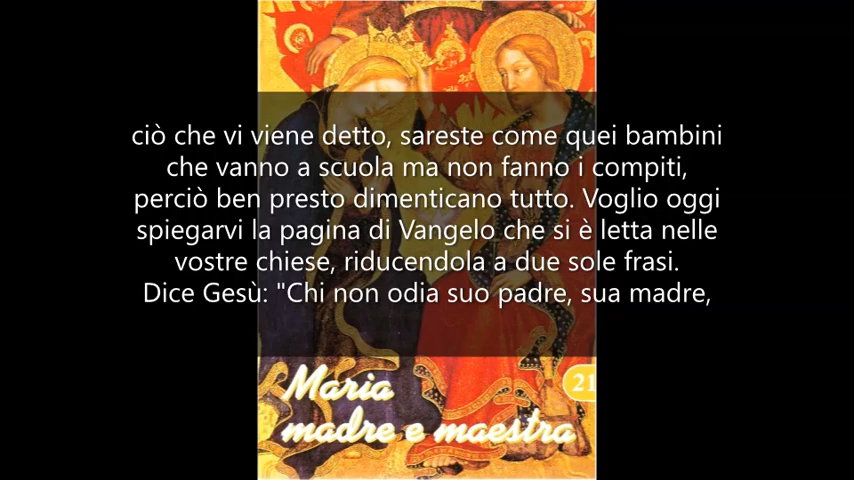 ciò che vi viene detto, sareste come quei bambini
che vanno a scuola ma non fanno i compiti,
perciò ben presto dimenticano tutto. Voglio oggi
spiegarvi la pagina di Vangelo che si è letta nelle
vostre chiese, riducendola a due sole frasi.
Dice Gesù: "Chi non odia suo padre, sua madre,
Maria
21
madre e maestra